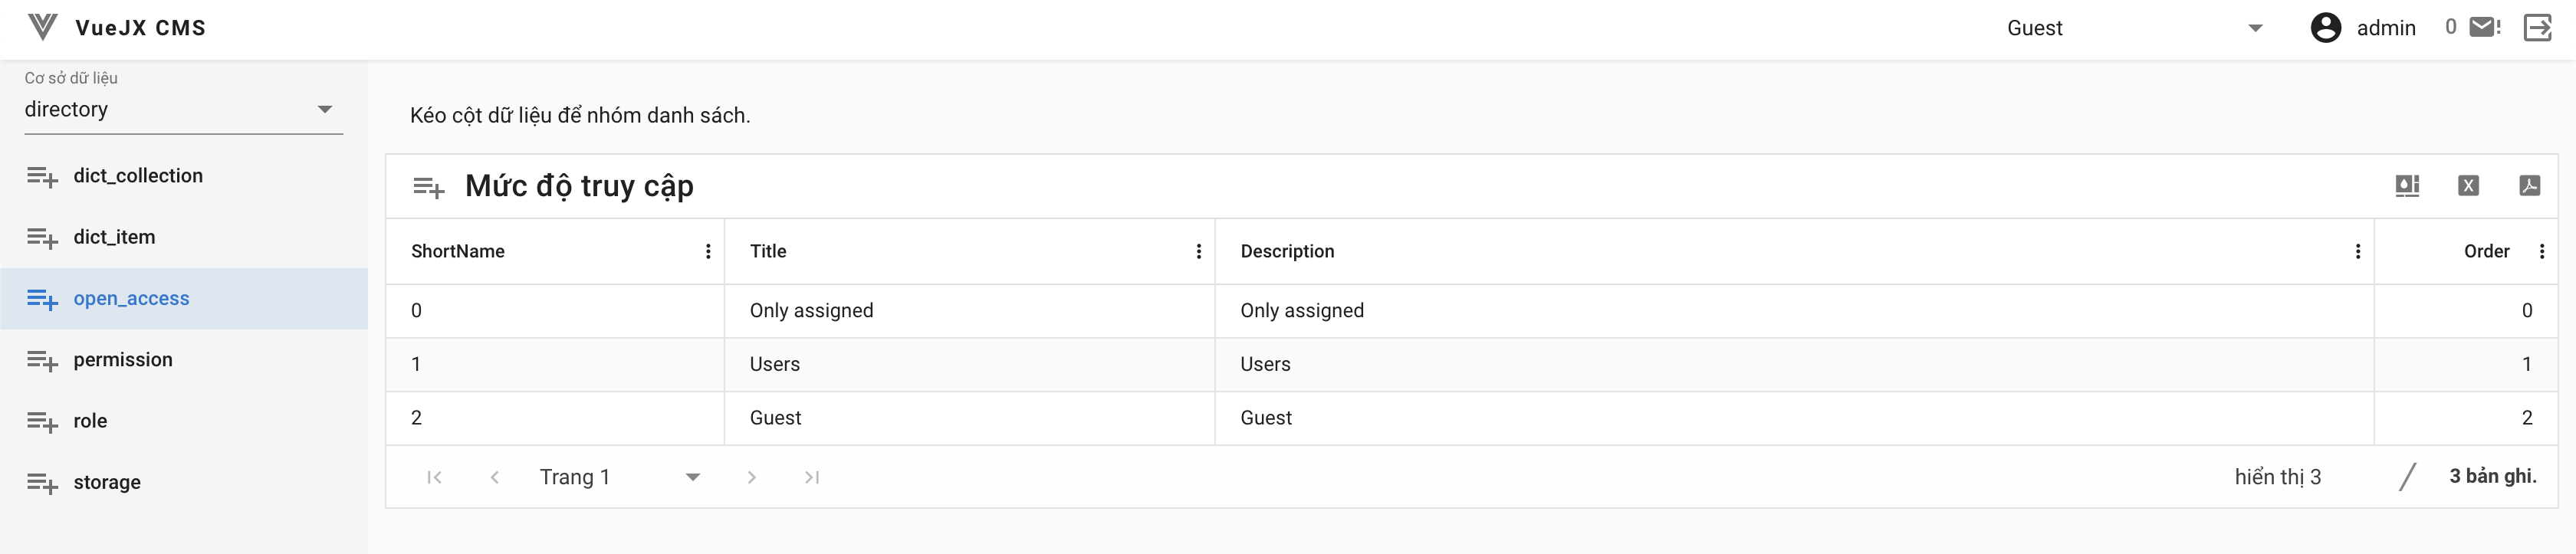 VueJX CMS
Guest
admin
0
Cơ sở dữ liệu
directory
dict_collection
dict_item
open_access
permission
role
storage
Kéo cột dữ liệu để nhóm danh sách.
Mức độ truy cập
ShortName Title Description Order
0 Only assigned Only assigned 0
1 Users Users 1
2 Guest Guest 2
Trang 1
hiển thị 3 / 3 bản ghi.